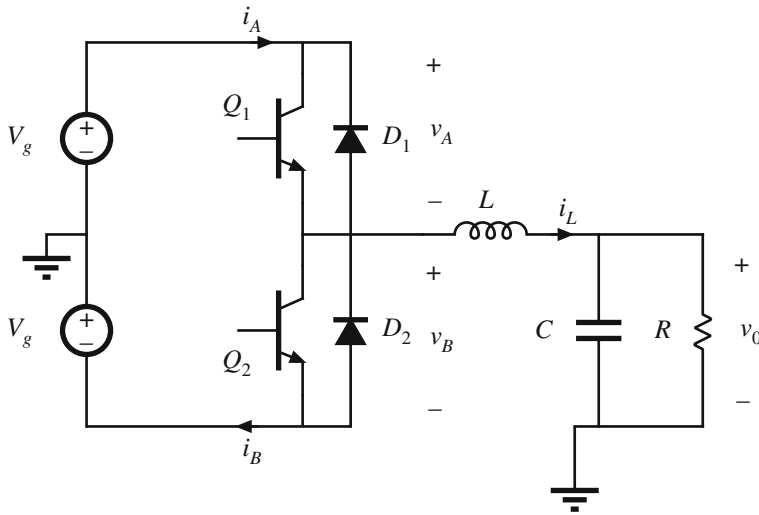 i_A
+
Q_1
V_g
+
−
D_1
v_A
−
L
i_L
+
V_g
+
−
D_2
v_B
Q_2
C
R
+
v_0
−
−
i_B